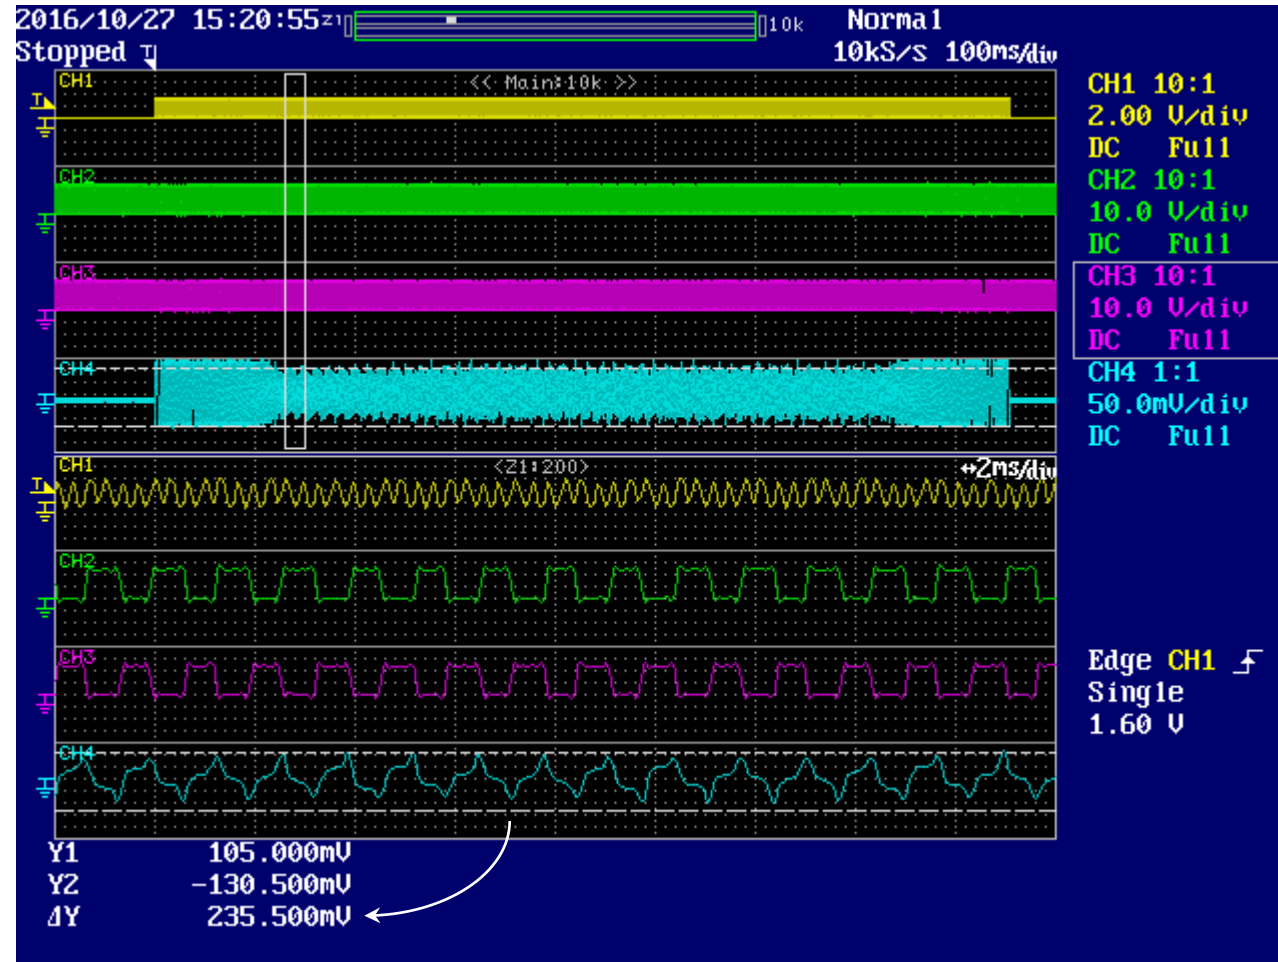 2016/10/27 15:20:55 Z1 10k Normal
Stopped T 10kS/s 100ms/div
CH1 << Main:10k >>
T
CH2
CH3
CH4
CH1 10:1
2.00 V/div
DC Full
CH2 10:1
10.0 V/div
DC Full
CH3 10:1
10.0 V/div
DC Full
CH4 1:1
50.0mV/div
DC Full
CH1 <Z1:200> ↔2ms/div
T
CH2
CH3
CH4
Edge CH1
Single
1.60 V
Y1 105.000mV
Y2 -130.500mV
ΔY 235.500mV